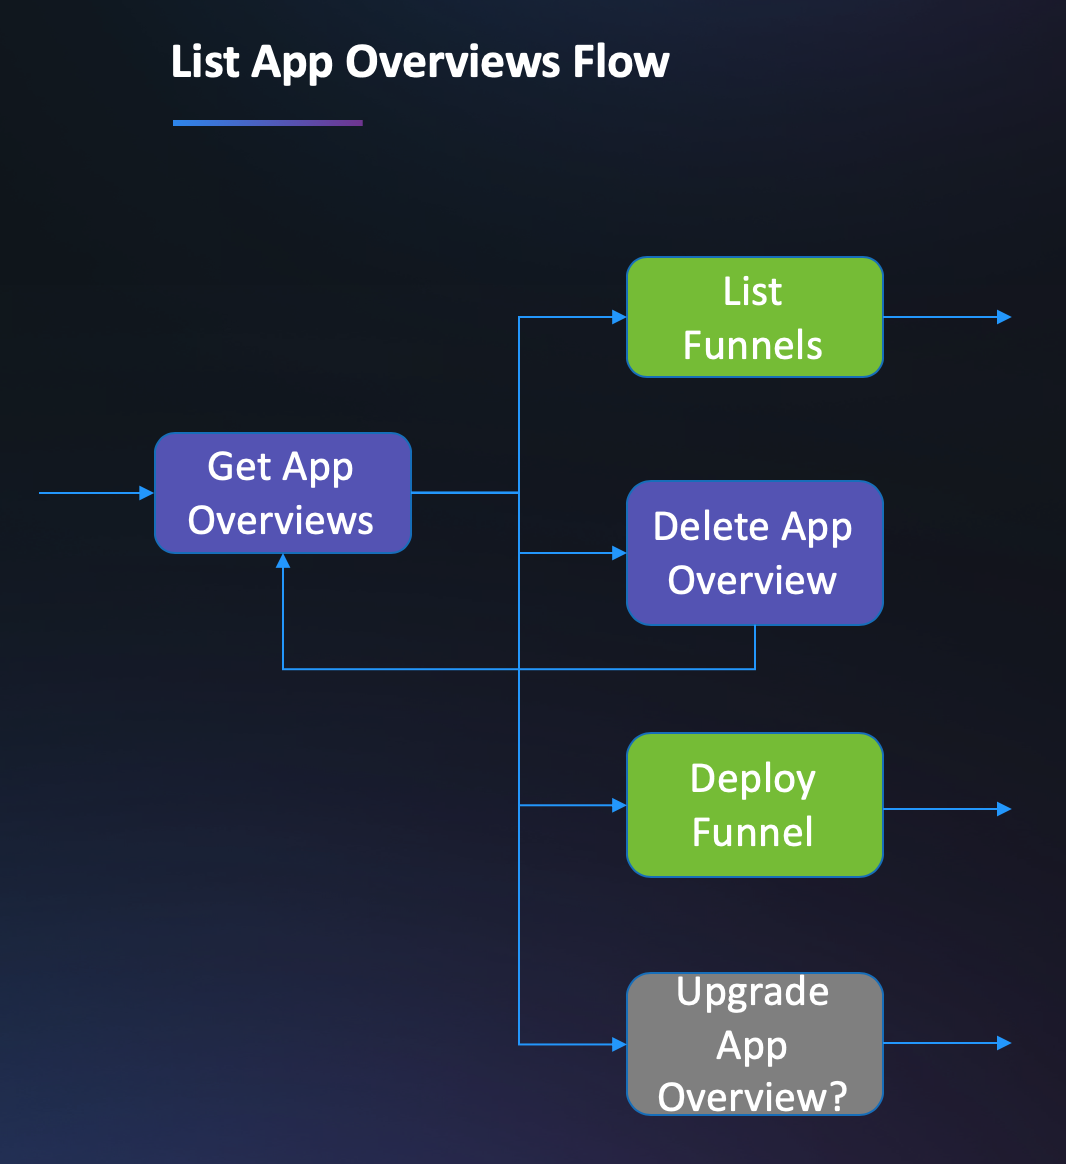 List App Overviews Flow
List
Funnels
Get App
Overviews
Delete App
Overview
Deploy
Funnel
Upgrade
App
Overview?